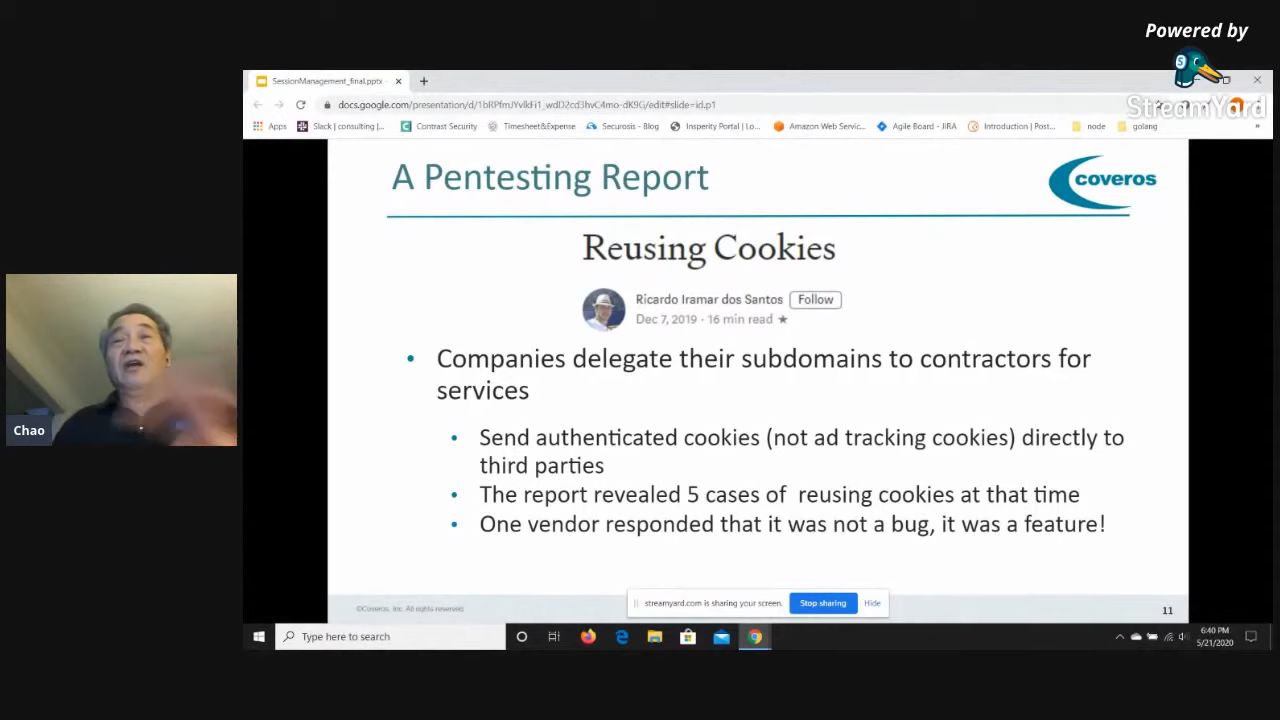 Powered by
StreamYard
SessionManagement_final.pptx
Apps
Slack | consulting |...
Contrast Security
Timesheet&Expense
Securosis - Blog
Insperity Portal | Lo...
Amazon Web Servic...
Agile Board - JIRA
Introduction | Post...
node
golang
A Pentesting Report
coveros
Reusing Cookies
Ricardo Iramar dos Santos
Follow
Dec 7, 2019 · 16 min read ★
• Companies delegate their subdomains to contractors for
services
• Send authenticated cookies (not ad tracking cookies) directly to
third parties
• The report revealed 5 cases of reusing cookies at that time
• One vendor responded that it was not a bug, it was a feature!
Chao
©Coveros, Inc. All rights reserved.
streamyard.com is sharing your screen.
Stop sharing
Hide
11
Type here to search
6:40 PM
5/21/2020